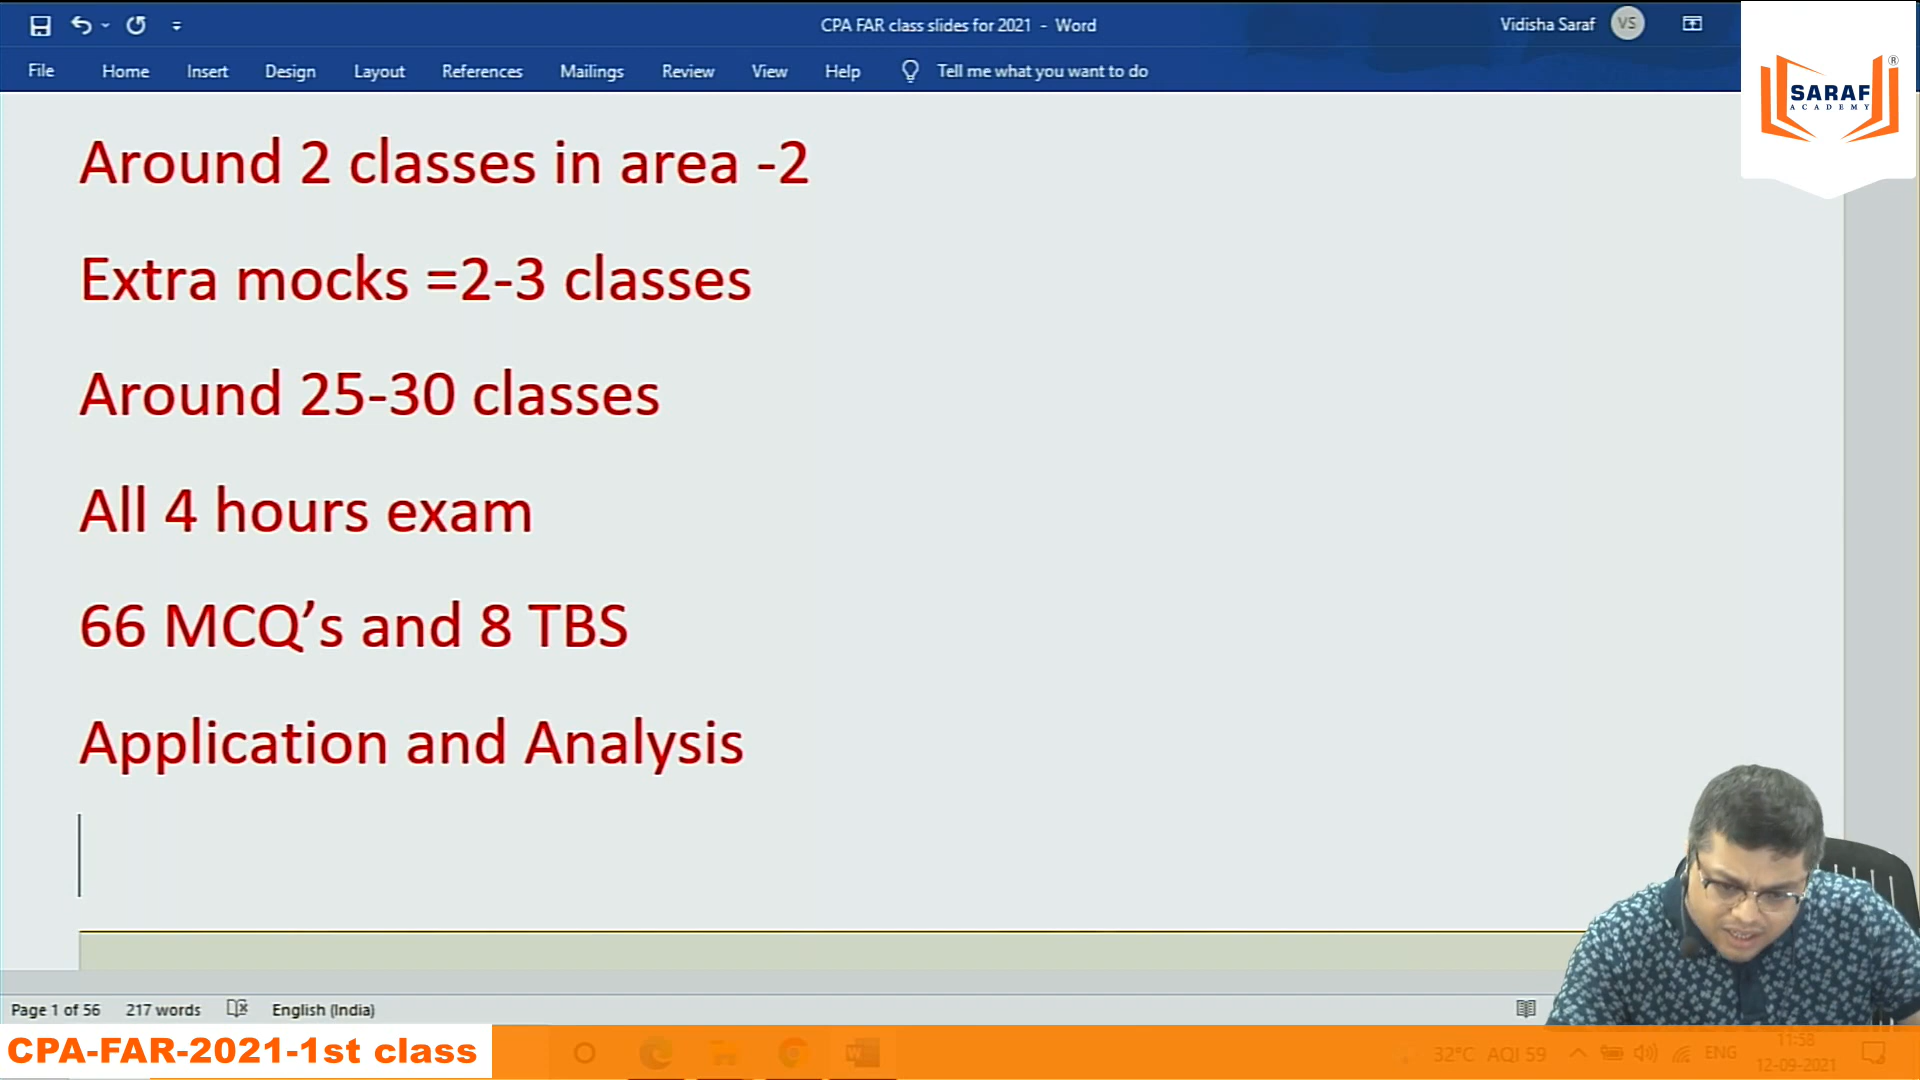 CPA FAR class slides for 2021 - Word
Vidisha Saraf VS
File Home Insert Design Layout References Mailings Review View Help Tell me what you want to do
SARAF
ACADEMY
®
Around 2 classes in area -2
Extra mocks =2-3 classes
Around 25-30 classes
All 4 hours exam
66 MCQ’s and 8 TBS
Application and Analysis
Page 1 of 56 217 words English (India)
CPA-FAR-2021-1st class
32°C AQI 59 ENG
11:58
12-09-2021